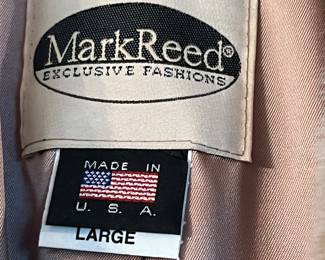 MarkReed®
EXCLUSIVE FASHIONS
MADE IN
U. S. A.
LARGE